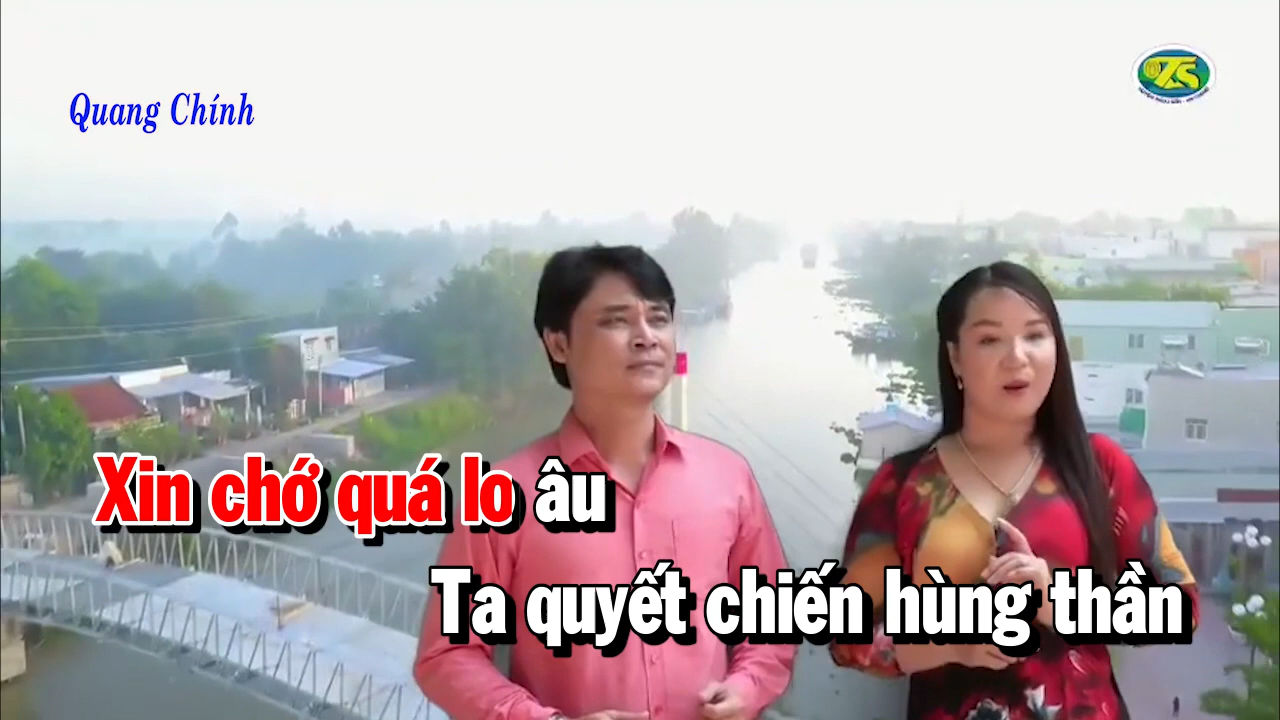 Quang Chính
Xin chớ quá lo âu
Ta quyết chiến hùng thần